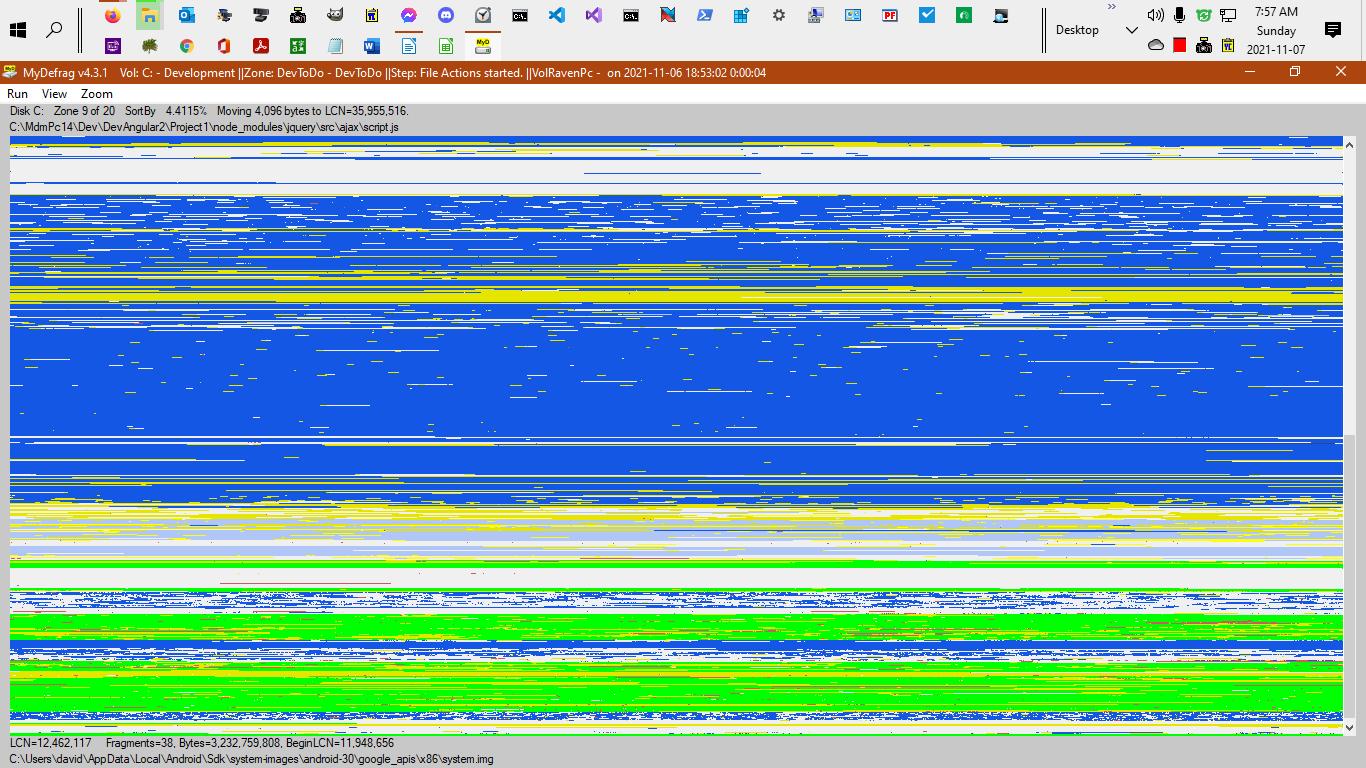 7:57 AM
Desktop
Sunday
2021-11-07
MyDefrag v4.3.1 Vol: C: - Development ||Zone: DevToDo - DevToDo ||Step: File Actions started. ||VolRavenPc - on 2021-11-06 18:53:02 0:00:04
Run View Zoom
Disk C: Zone 9 of 20 SortBy 4.4115% Moving 4,096 bytes to LCN=35,955,516.
C:\MdmPc14\Dev\DevAngular2\Project1\node_modules\jquery\src\ajax\script.js
LCN=12,462,117 Fragments=38, Bytes=3,232,759,808, BeginLCN=11,948,656
C:\Users\david\AppData\Local\Android\Sdk\system-images\android-30\google_apis\x86\system.img